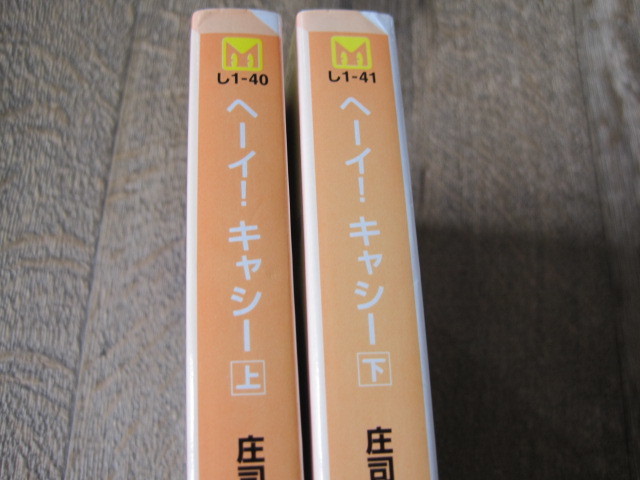 し1-40
ヘーイ! キャシー 上
庄司
し1-41
ヘーイ! キャシー 下
庄司